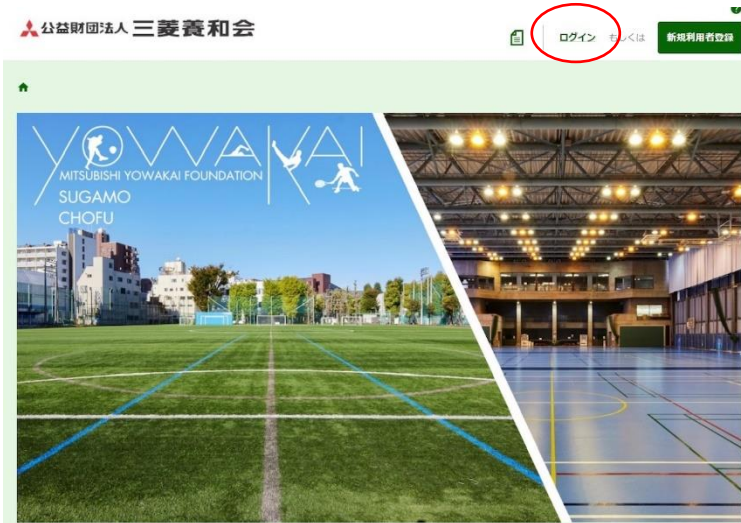 公益財団法人 三菱養和会
ログイン もしくは 新規利用者登録
YOWAKAI
MITSUBISHI YOWAKAI FOUNDATION
SUGAMO
CHOFU